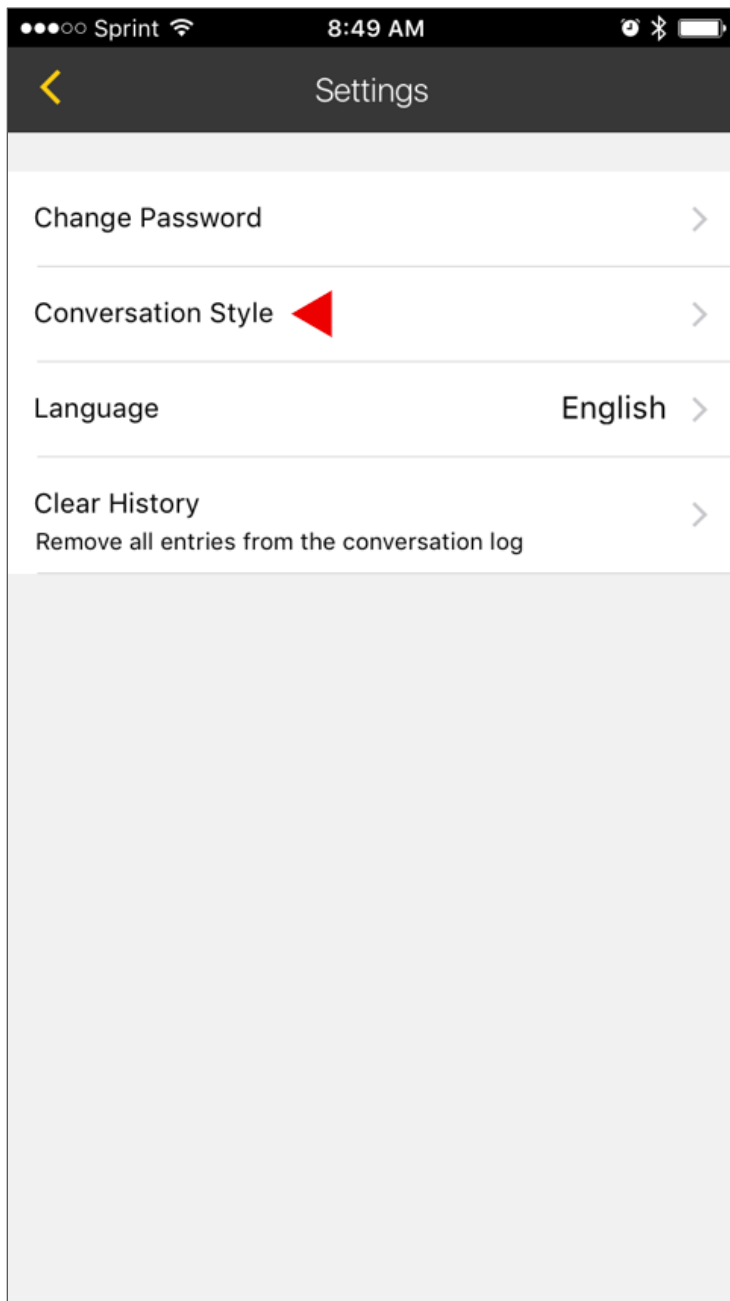 Sprint 8:49 AM
Settings
Change Password
Conversation Style
Language English
Clear History
Remove all entries from the conversation log